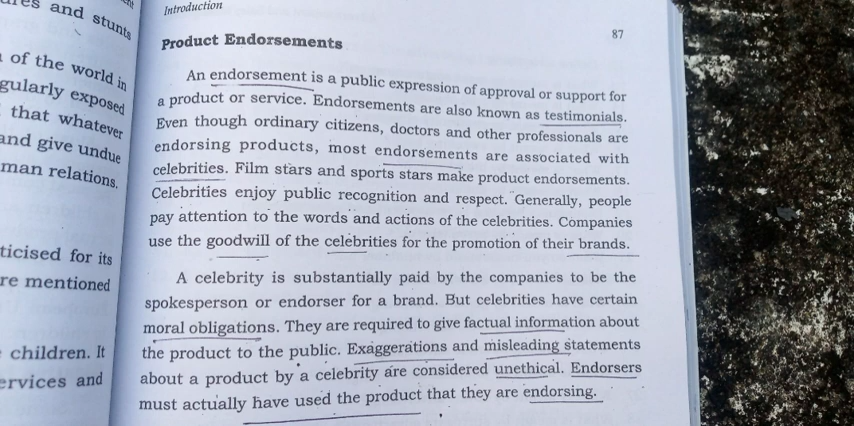 and stunts
of the world in
gularly exposed
that whatever
and give undue
man relations.
ticised for its
re mentioned
children. It
ervices and
Introduction
87
Product Endorsements
An endorsement is a public expression of approval or support for
a product or service. Endorsements are also known as testimonials.
Even though ordinary citizens, doctors and other professionals are
endorsing products, most endorsements are associated with
celebrities. Film stars and sports stars make product endorsements.
Celebrities enjoy public recognition and respect. Generally, people
pay attention to the words and actions of the celebrities. Companies
use the goodwill of the celebrities for the promotion of their brands.
A celebrity is substantially paid by the companies to be the
spokesperson or endorser for a brand. But celebrities have certain
moral obligations. They are required to give factual information about
the product to the public. Exaggerations and misleading statements
about a product by a celebrity are considered unethical. Endorsers
must actually have used the product that they are endorsing.